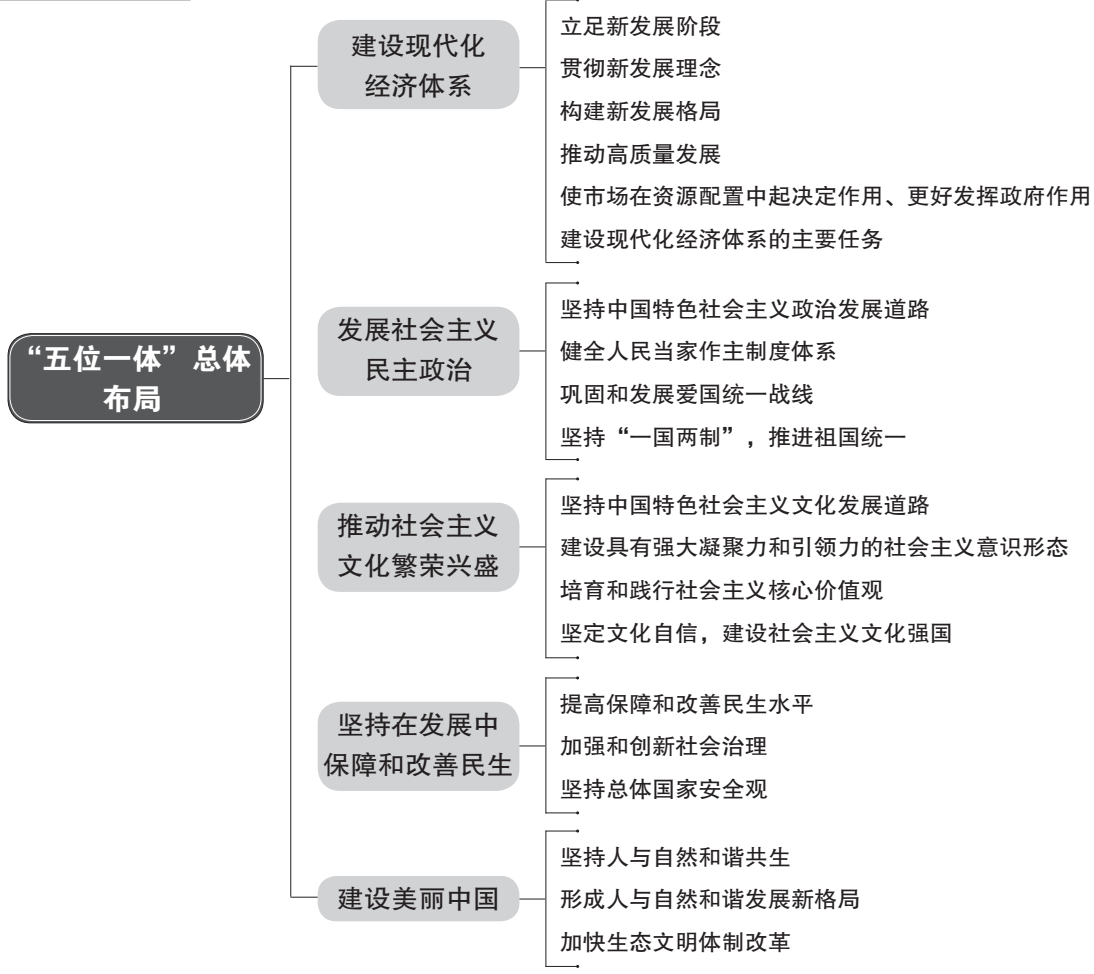 “五位一体”总体
布局
建设现代化
经济体系
立足新发展阶段
贯彻新发展理念
构建新发展格局
推动高质量发展
使市场在资源配置中起决定作用、更好发挥政府作用
建设现代化经济体系的主要任务
发展社会主义
民主政治
坚持中国特色社会主义政治发展道路
健全人民当家作主制度体系
巩固和发展爱国统一战线
坚持“一国两制”，推进祖国统一
推动社会主义
文化繁荣兴盛
坚持中国特色社会主义文化发展道路
建设具有强大凝聚力和引领力的社会主义意识形态
培育和践行社会主义核心价值观
坚定文化自信，建设社会主义文化强国
坚持在发展中
保障和改善民生
提高保障和改善民生水平
加强和创新社会治理
坚持总体国家安全观
建设美丽中国
坚持人与自然和谐共生
形成人与自然和谐发展新格局
加快生态文明体制改革